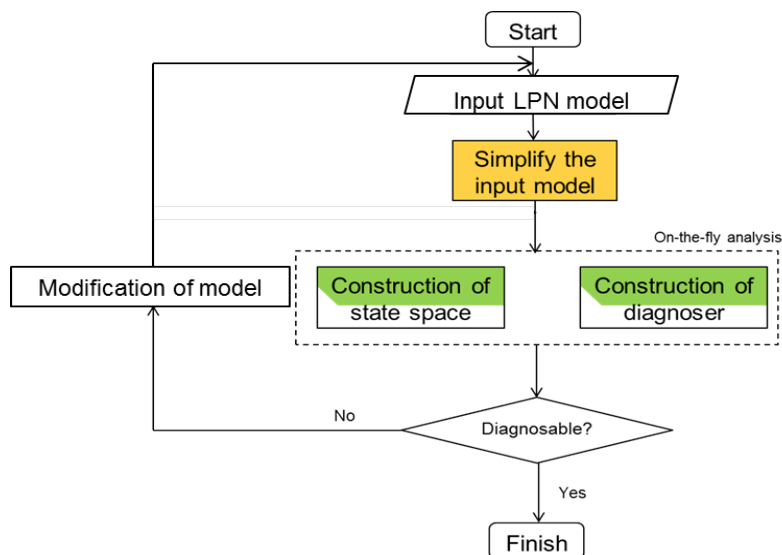 Start
Input LPN model
Simplify the
input model
On-the-fly analysis
Modification of model
Construction of
state space
Construction of
diagnoser
No
Diagnosable?
Yes
Finish